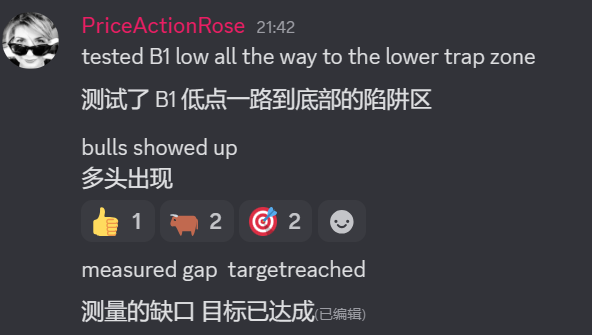 PriceActionRose 21:42
tested B1 low all the way to the lower trap zone
测试了 B1 低点一路到底部的陷阱区
bulls showed up
多头出现
1 2 2
measured gap  targetreached
测量的缺口 目标已达成(已编辑)